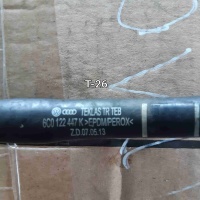 T-26
TEKLAS TR TEB
6C0 122 447 K >EPDM/PEROX<
Z.D 07.05.13